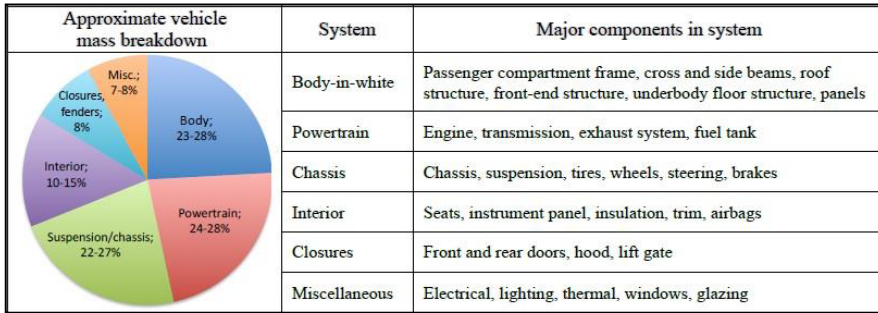 Approximate vehicle
mass breakdown
System
Major components in system
Misc.;
7-8%
Closures,
fenders;
8%
Body;
23-28%
Interior;
10-15%
Powertrain;
24-28%
Suspension/chassis;
22-27%
Body-in-white
Passenger compartment frame, cross and side beams, roof
structure, front-end structure, underbody floor structure, panels
Powertrain
Engine, transmission, exhaust system, fuel tank
Chassis
Chassis, suspension, tires, wheels, steering, brakes
Interior
Seats, instrument panel, insulation, trim, airbags
Closures
Front and rear doors, hood, lift gate
Miscellaneous
Electrical, lighting, thermal, windows, glazing